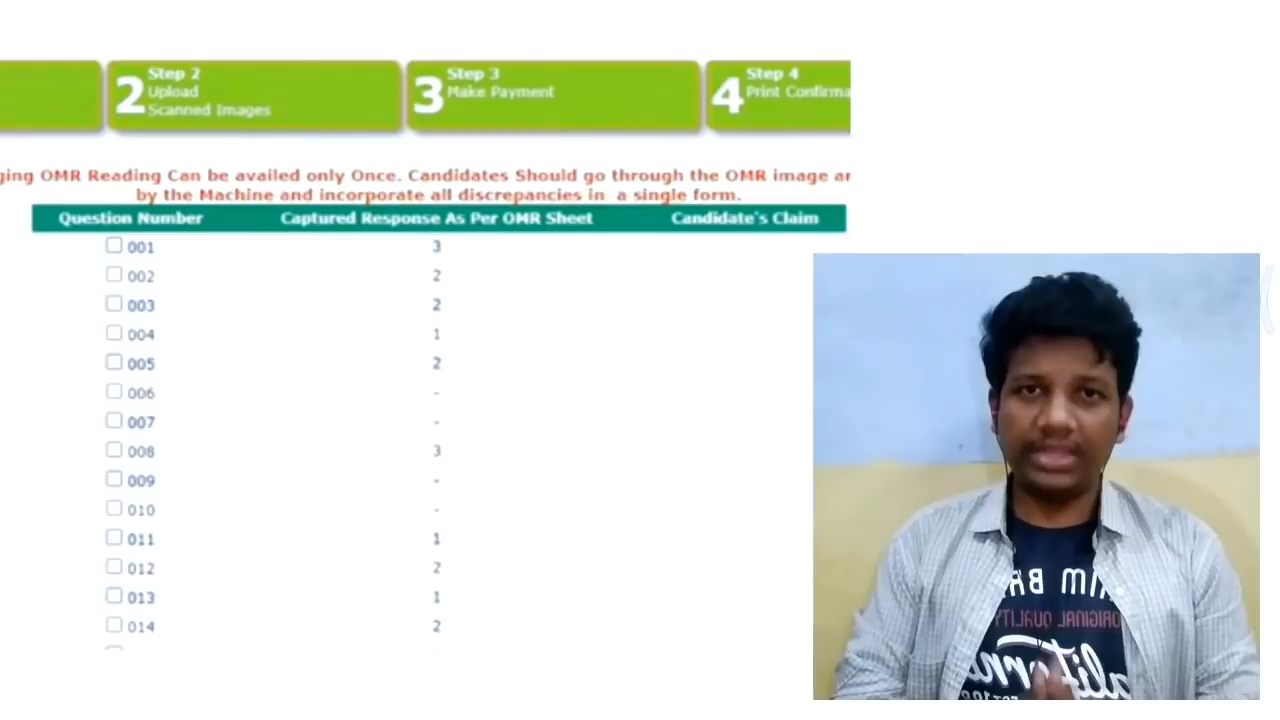 2
Step 2
Upload
Scanned Images
3
Step 3
Make Payment
4
Step 4
Print Confirma
ging OMR Reading Can be availed only Once. Candidates Should go through the OMR image ar
by the Machine and incorporate all discrepancies in a single form.
Question Number Captured Response As Per OMR Sheet Candidate's Claim
001 3
002 2
003 2
004 1
005 2
006 -
007 -
008 3
009 -
010 -
011 1
012 2
013 1
014 2
ORIGINAL QUALITY